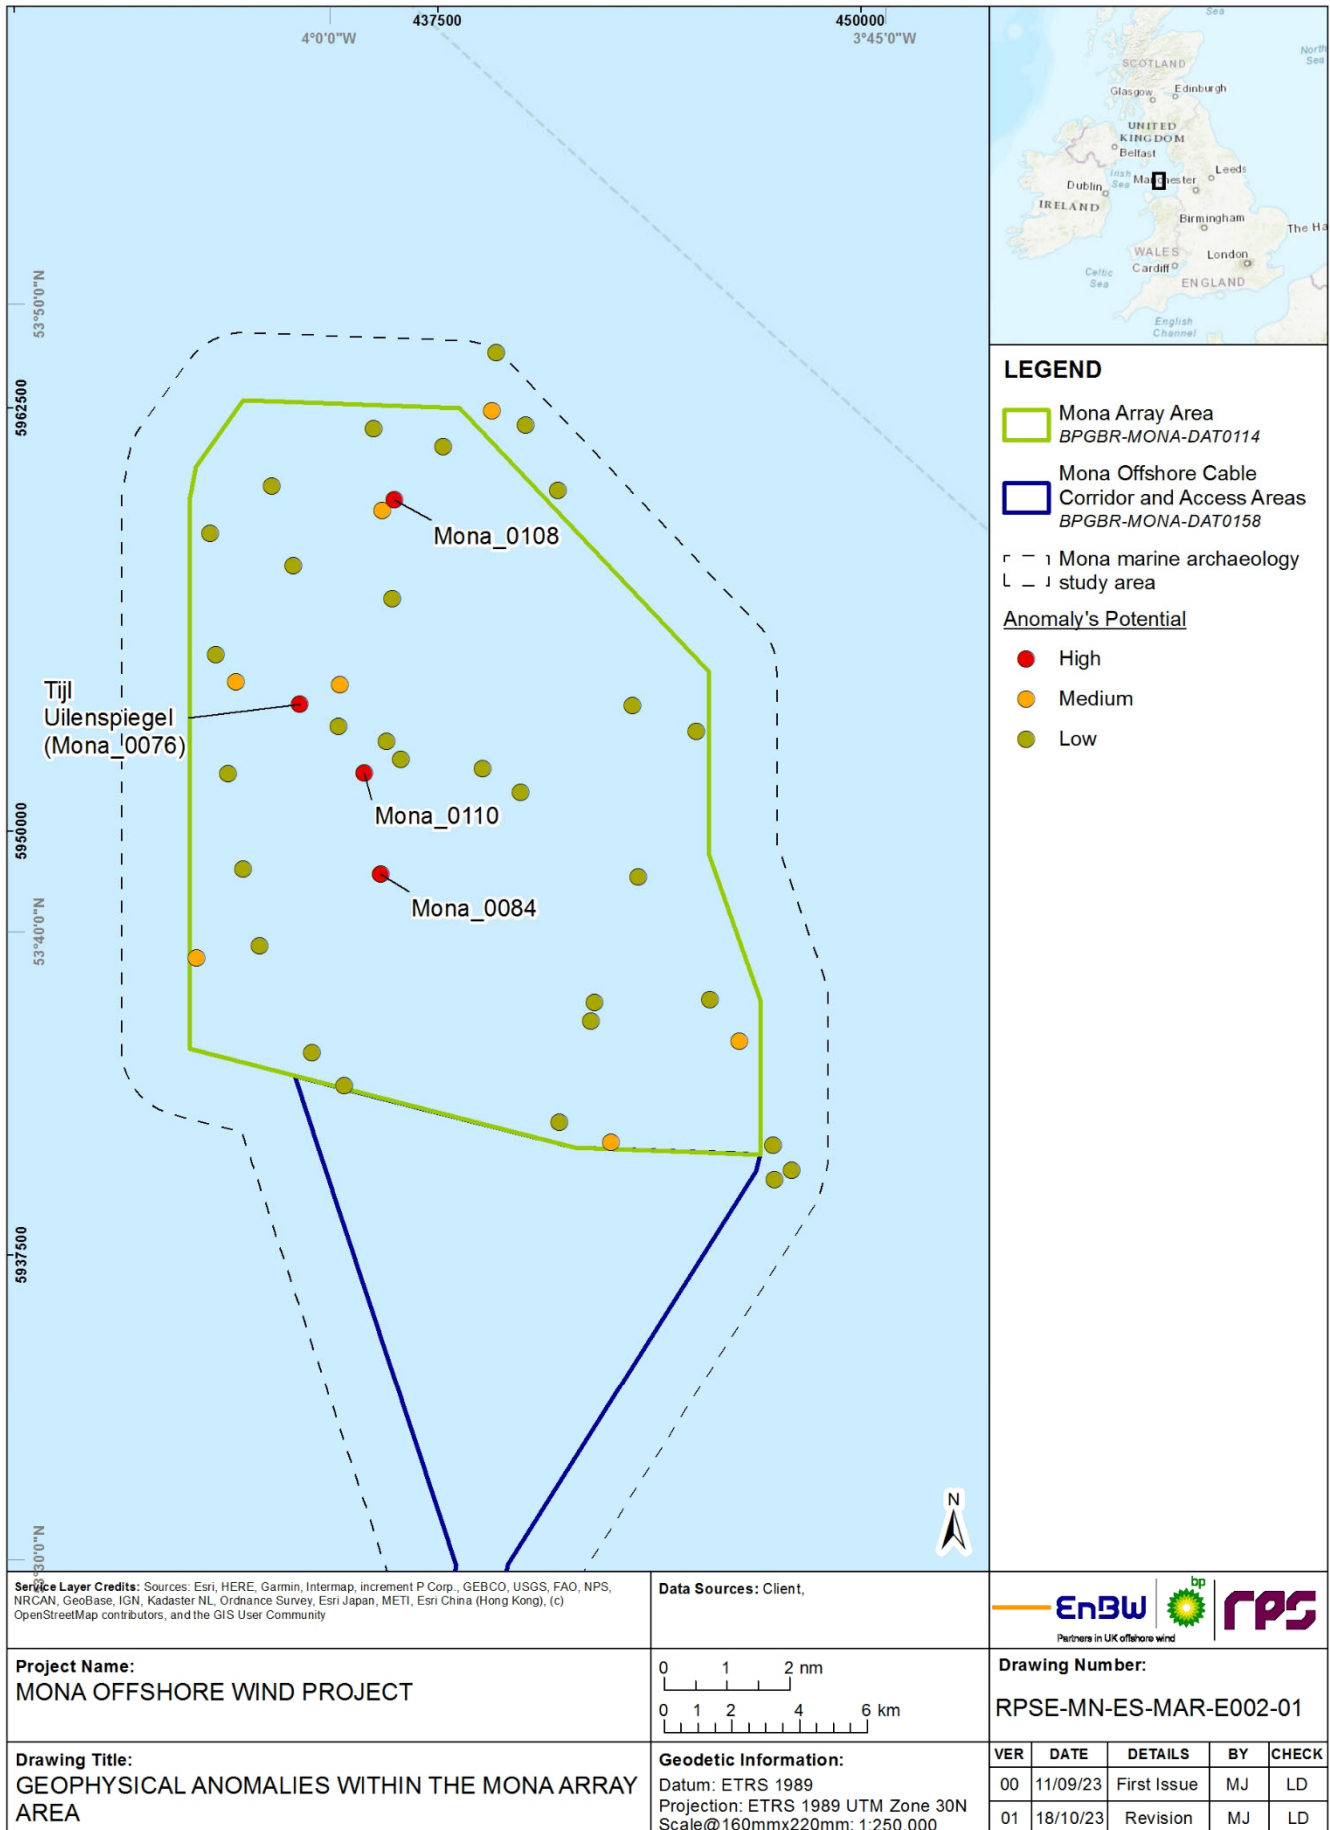 437500
450000
4°0'0"W
3°45'0"W
53°50'0"N
5962500
5950000
53°40'0"N
5937500
53°30'0"N
Mona_0108
Tijl
Uilenspiegel
(Mona_0076)
Mona_0110
Mona_0084
N
Sea
North
Sea
SCOTLAND
Glasgow
Edinburgh
UNITED
KINGDOM
Belfast
Irish
Sea
Manchester
Leeds
Dublin
IRELAND
Birmingham
The Ha
WALES
London
Cardiff
Celtic
Sea
ENGLAND
English
Channel
LEGEND
Mona Array Area
BPGBR-MONA-DAT0114
Mona Offshore Cable
Corridor and Access Areas
BPGBR-MONA-DAT0158
Mona marine archaeology
study area
Anomaly's Potential
High
Medium
Low
Service Layer Credits: Sources: Esri, HERE, Garmin, Intermap, increment P Corp., GEBCO, USGS, FAO, NPS,
NRCAN, GeoBase, IGN, Kadaster NL, Ordnance Survey, Esri Japan, METI, Esri China (Hong Kong), (c)
OpenStreetMap contributors, and the GIS User Community
Data Sources: Client,
EnBW
bp
rps
Partners in UK offshore wind
Project Name:
MONA OFFSHORE WIND PROJECT
0 1 2 nm
0 1 2 4 6 km
Drawing Number:
RPSE-MN-ES-MAR-E002-01
Drawing Title:
GEOPHYSICAL ANOMALIES WITHIN THE MONA ARRAY
AREA
Geodetic Information:
Datum: ETRS 1989
Projection: ETRS 1989 UTM Zone 30N
Scale@160mmx220mm: 1:250,000
VER DATE DETAILS BY CHECK
00 11/09/23 First Issue MJ LD
01 18/10/23 Revision MJ LD